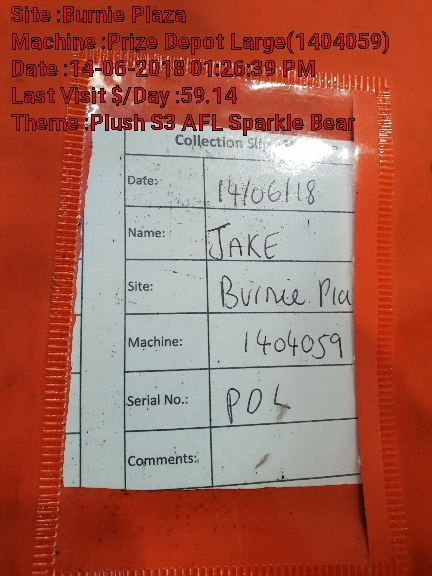 Site :Burnie Plaza
Machine :Prize Depot Large(1404059)
Date :14-06-2018 01:26:39 PM
Last Visit $/Day :59.14
Theme :Plush S3 AFL Sparkle Bear
Collection
Date: 14/06/18
Name: JAKE
Site: Burnie Pla
Machine: 1404059
Serial No.: PDL
Comments: